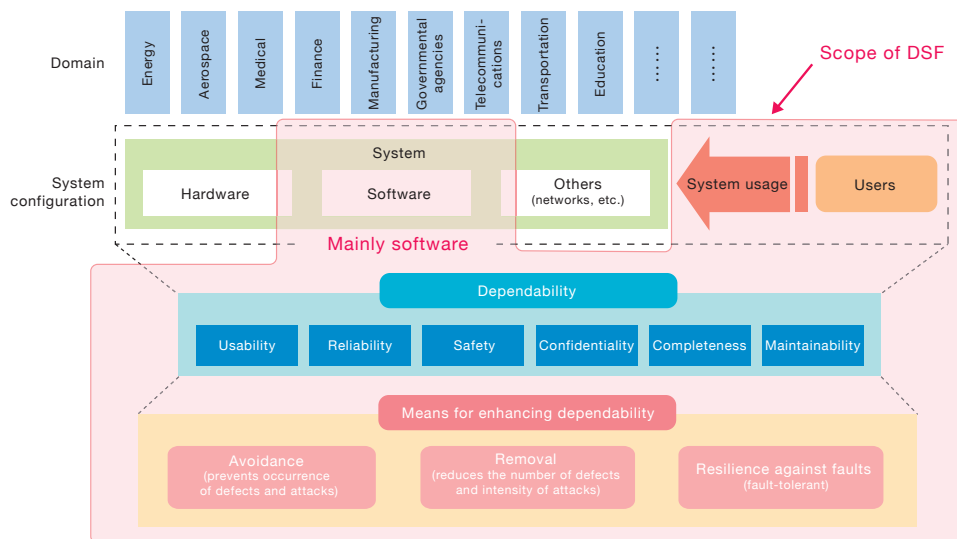 Domain
Energy
Aerospace
Medical
Finance
Manufacturing
Governmental
agencies
Telecommuni-
cations
Transportation
Education
……
……
Scope of DSF
System
configuration
System
Hardware
Software
Others
(networks, etc.)
System usage
Users
Mainly software
Dependability
Usability
Reliability
Safety
Confidentiality
Completeness
Maintainability
Means for enhancing dependability
Avoidance
(prevents occurrence
of defects and attacks)
Removal
(reduces the number of defects
and intensity of attacks)
Resilience against faults
(fault-tolerant)